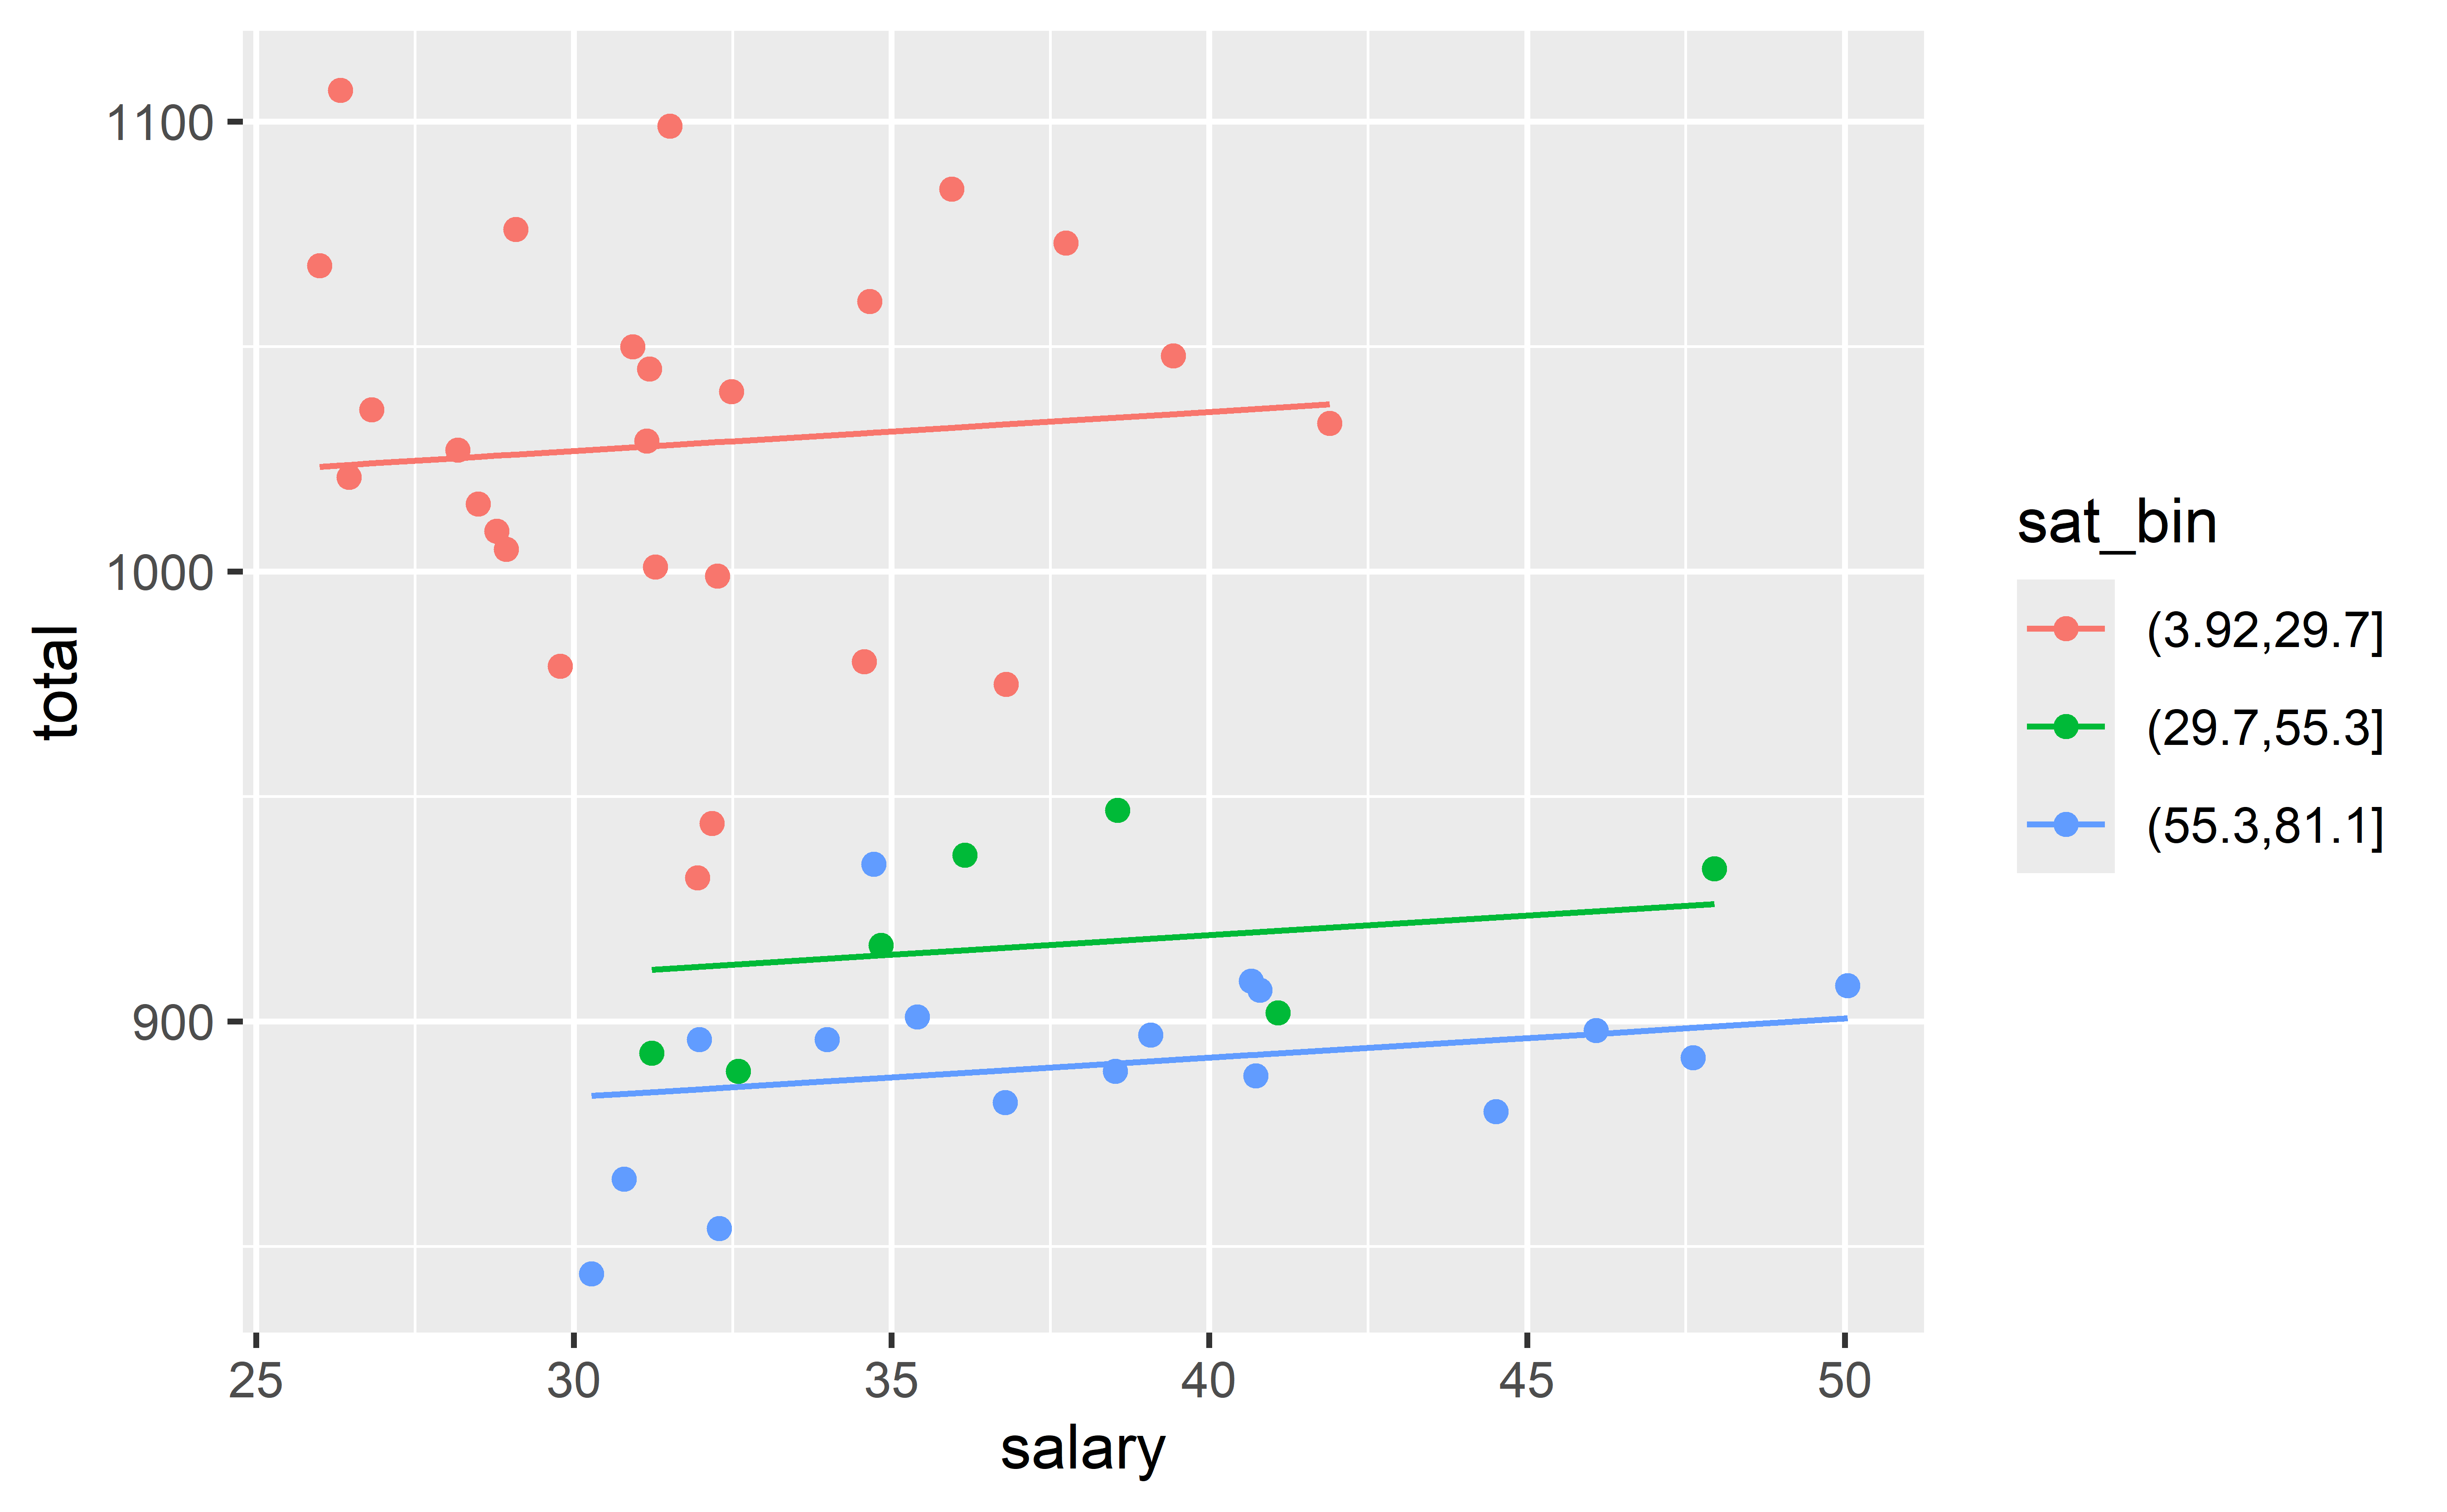 total
1100
1000
900
25 30 35 40 45 50
salary
sat_bin
(3.92,29.7]
(29.7,55.3]
(55.3,81.1]